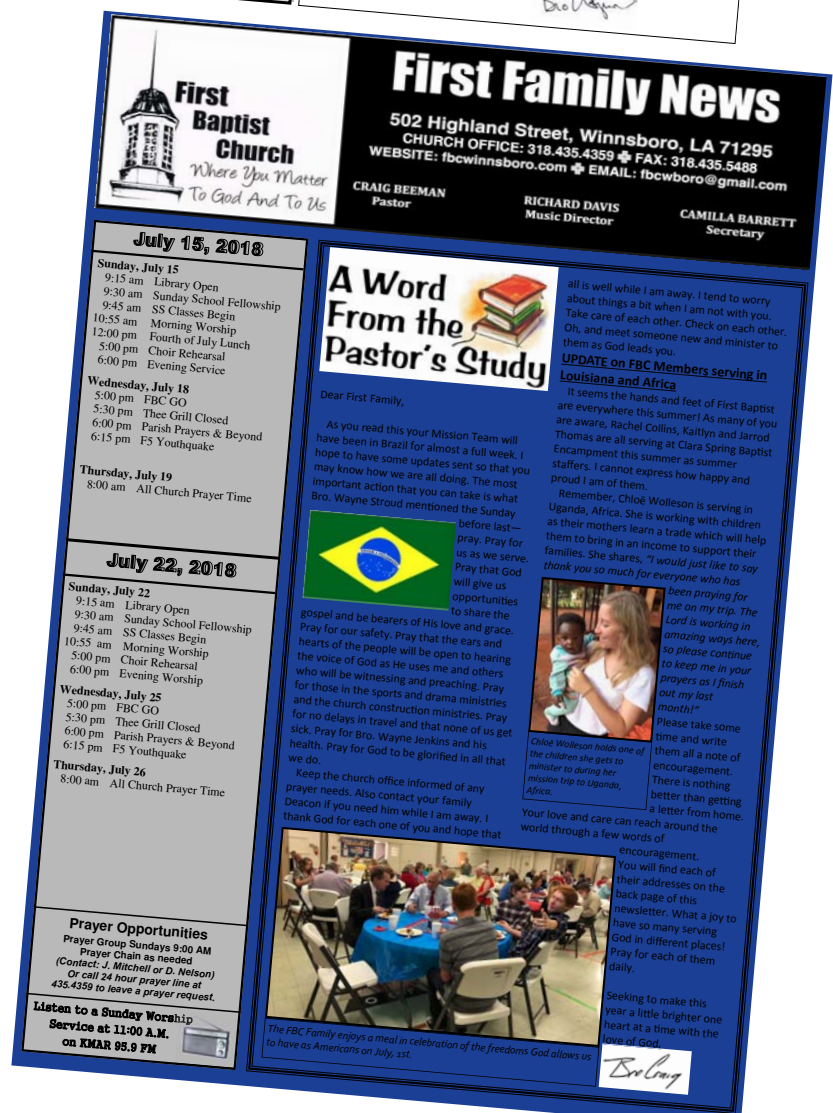 First
Baptist
Church
Where You Matter
To God And To Us
First Family News
502 Highland Street, Winnsboro, LA 71295
CHURCH OFFICE: 318.435.4359 ✚ FAX: 318.435.5488
WEBSITE: fbcwinnsboro.com ✚ EMAIL: fbcwboro@gmail.com
CRAIG BEEMAN
Pastor
RICHARD DAVIS
Music Director
CAMILLA BARRETT
Secretary
July 15, 2018
Sunday, July 15
9:15 am Library Open
9:30 am Sunday School Fellowship
9:45 am SS Classes Begin
10:55 am Morning Worship
12:00 pm Fourth of July Lunch
5:00 pm Choir Rehearsal
6:00 pm Evening Service
Wednesday, July 18
5:00 pm FBC GO
5:30 pm Thee Grill Closed
6:00 pm Parish Prayers & Beyond
6:15 pm F5 Youthquake
Thursday, July 19
8:00 am All Church Prayer Time
July 22, 2018
Sunday, July 22
9:15 am Library Open
9:30 am Sunday School Fellowship
9:45 am SS Classes Begin
10:55 am Morning Worship
5:00 pm Choir Rehearsal
6:00 pm Evening Worship
Wednesday, July 25
5:00 pm FBC GO
5:30 pm Thee Grill Closed
6:00 pm Parish Prayers & Beyond
6:15 pm F5 Youthquake
Thursday, July 26
8:00 am All Church Prayer Time
Prayer Opportunities
Prayer Group Sundays 9:00 AM
Prayer Chain as needed
(Contact: J. Mitchell or D. Nelson)
Or call 24 hour prayer line at
435.4359 to leave a prayer request.
Listen to a Sunday Worship
Service at 11:00 A.M.
on KMAR 95.9 FM
A Word
From the
Pastor's Study
Dear First Family,
As you read this your Mission Team will
have been in Brazil for almost a full week. I
hope to have some updates sent so that you
may know how we are all doing. The most
important action that you can take is what
Bro. Wayne Stroud mentioned the Sunday
before last—
pray. Pray for
us as we serve.
Pray that God
will give us
opportunities
to share the
gospel and be bearers of His love and grace.
Pray for our safety. Pray that the ears and
hearts of the people will be open to hearing
the voice of God as He uses me and others
who will be witnessing and preaching. Pray
for those in the sports and drama ministries
and the church construction ministries. Pray
for no delays in travel and that none of us get
sick. Pray for Bro. Wayne Jenkins and his
health. Pray for God to be glorified in all that
we do.
Keep the church office informed of any
prayer needs. Also contact your family
Deacon if you need him while I am away. I
thank God for each one of you and hope that
all is well while I am away. I tend to worry
about things a bit when I am not with you.
Take care of each other. Check on each other.
Oh, and meet someone new and minister to
them as God leads you.
UPDATE on FBC Members serving in
Louisiana and Africa
It seems the hands and feet of First Baptist
are everywhere this summer! As many of you
are aware, Rachel Collins, Kaitlyn and Jarrod
Thomas are all serving at Clara Spring Baptist
Encampment this summer as summer
staffers. I cannot express how happy and
proud I am of them.
Remember, Chloë Wolleson is serving in
Uganda, Africa. She is working with children
as their mothers learn a trade which will help
them to bring in an income to support their
families. She shares, "I would just like to say
thank you so much for everyone who has
been praying for
me on my trip. The
Lord is working in
amazing ways here,
so please continue
to keep me in your
prayers as I finish
out my last
month!"
Please take some
time and write
them all a note of
encouragement.
There is nothing
better than getting
a letter from home.
Chloë Wolleson holds one of
the children she gets to
minister to during her
mission trip to Uganda,
Africa.
Your love and care can reach around the
world through a few words of
encouragement.
You will find each of
their addresses on the
back page of this
newsletter. What a joy to
have so many serving
God in different places!
Pray for each of them
daily.
Seeking to make this
year a little brighter one
heart at a time with the
love of God,
Bro Craig
The FBC Family enjoys a meal in celebration of the freedoms God allows us
to have as Americans on July, 1st.